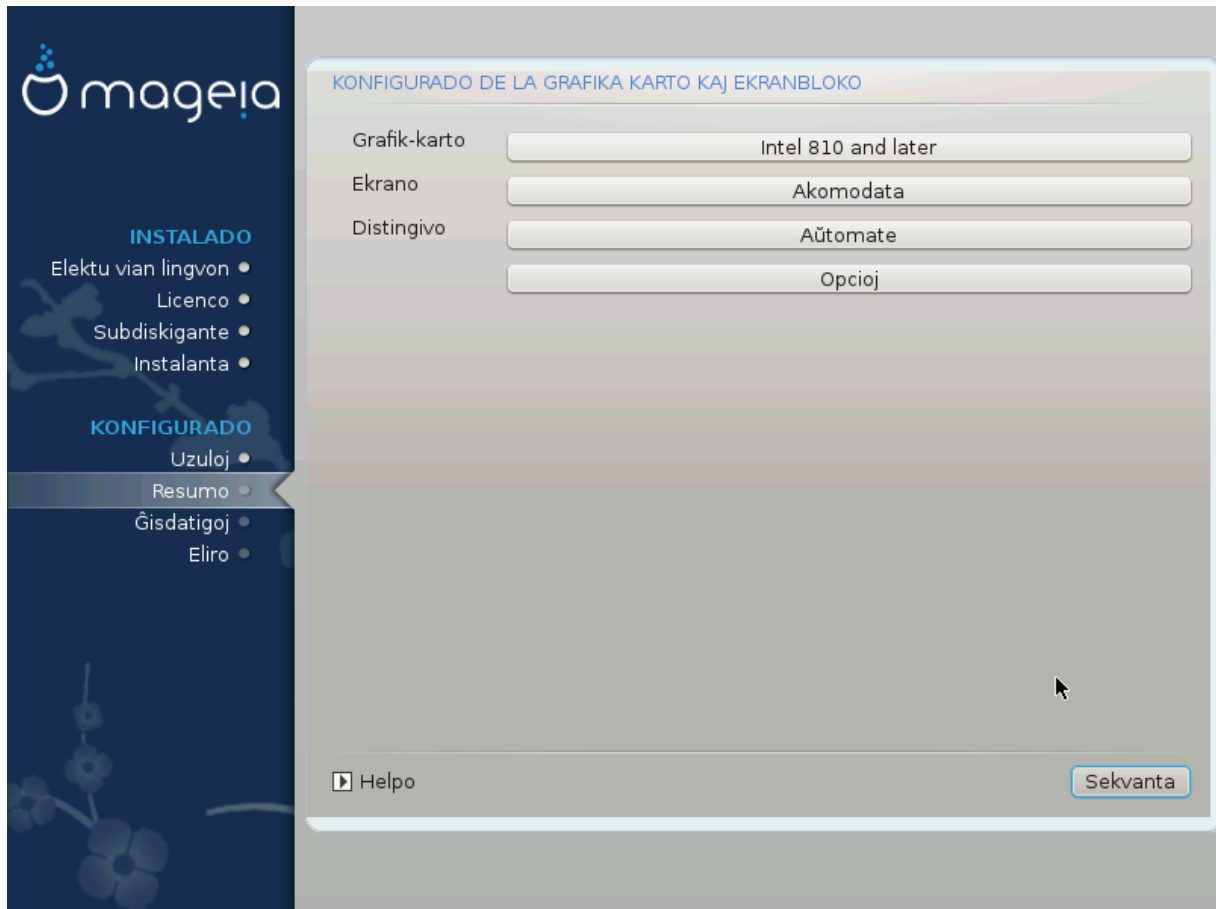 mageia
INSTALADO
Elektu vian lingvon
Licenco
Subdiskigante
Instalanta
KONFIGURADO
Uzuloj
Resumo
Ĝisdatigoj
Eliro
KONFIGURADO DE LA GRAFIKA KARTO KAJ EKRANBLOKO
Grafik-karto Intel 810 and later
Ekrano Akomodata
Distingivo Aŭtomate
Opcioj
Helpo Sekvanta